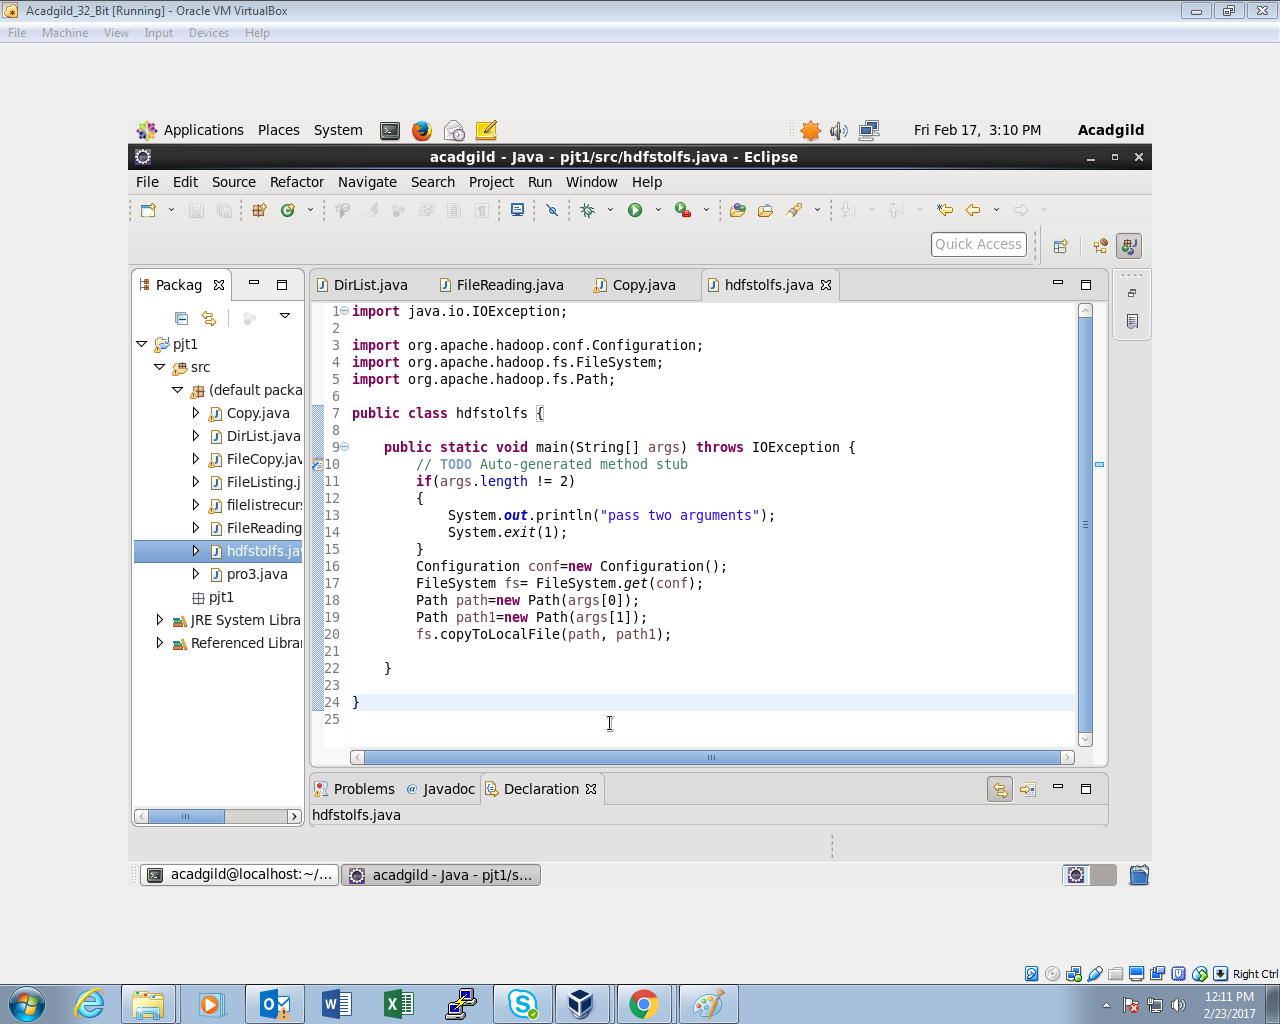 Acadgild_32_Bit [Running] - Oracle VM VirtualBox
File Machine View Input Devices Help
Applications Places System Fri Feb 17, 3:10 PM Acadgild
acadgild - Java - pjt1/src/hdfstolfs.java - Eclipse
File Edit Source Refactor Navigate Search Project Run Window Help
Quick Access
Packag
DirList.java FileReading.java Copy.java hdfstolfs.java
pjt1
src
(default packa
Copy.java
DirList.java
FileCopy.jav
FileListing.j
filelistrecur
FileReading
hdfstolfs.ja
pro3.java
pjt1
JRE System Libra
Referenced Librar
1 import java.io.IOException;
2
3 import org.apache.hadoop.conf.Configuration;
4 import org.apache.hadoop.fs.FileSystem;
5 import org.apache.hadoop.fs.Path;
6
7 public class hdfstolfs {
8
9 public static void main(String[] args) throws IOException {
10 // TODO Auto-generated method stub
11 if(args.length != 2)
12 {
13 System.out.println("pass two arguments");
14 System.exit(1);
15 }
16 Configuration conf=new Configuration();
17 FileSystem fs= FileSystem.get(conf);
18 Path path=new Path(args[0]);
19 Path path1=new Path(args[1]);
20 fs.copyToLocalFile(path, path1);
21
22 }
23
24 }
25
Problems Javadoc Declaration
hdfstolfs.java
acadgild@localhost:~/... acadgild - Java - pjt1/s...
Right Ctrl
12:11 PM
2/23/2017